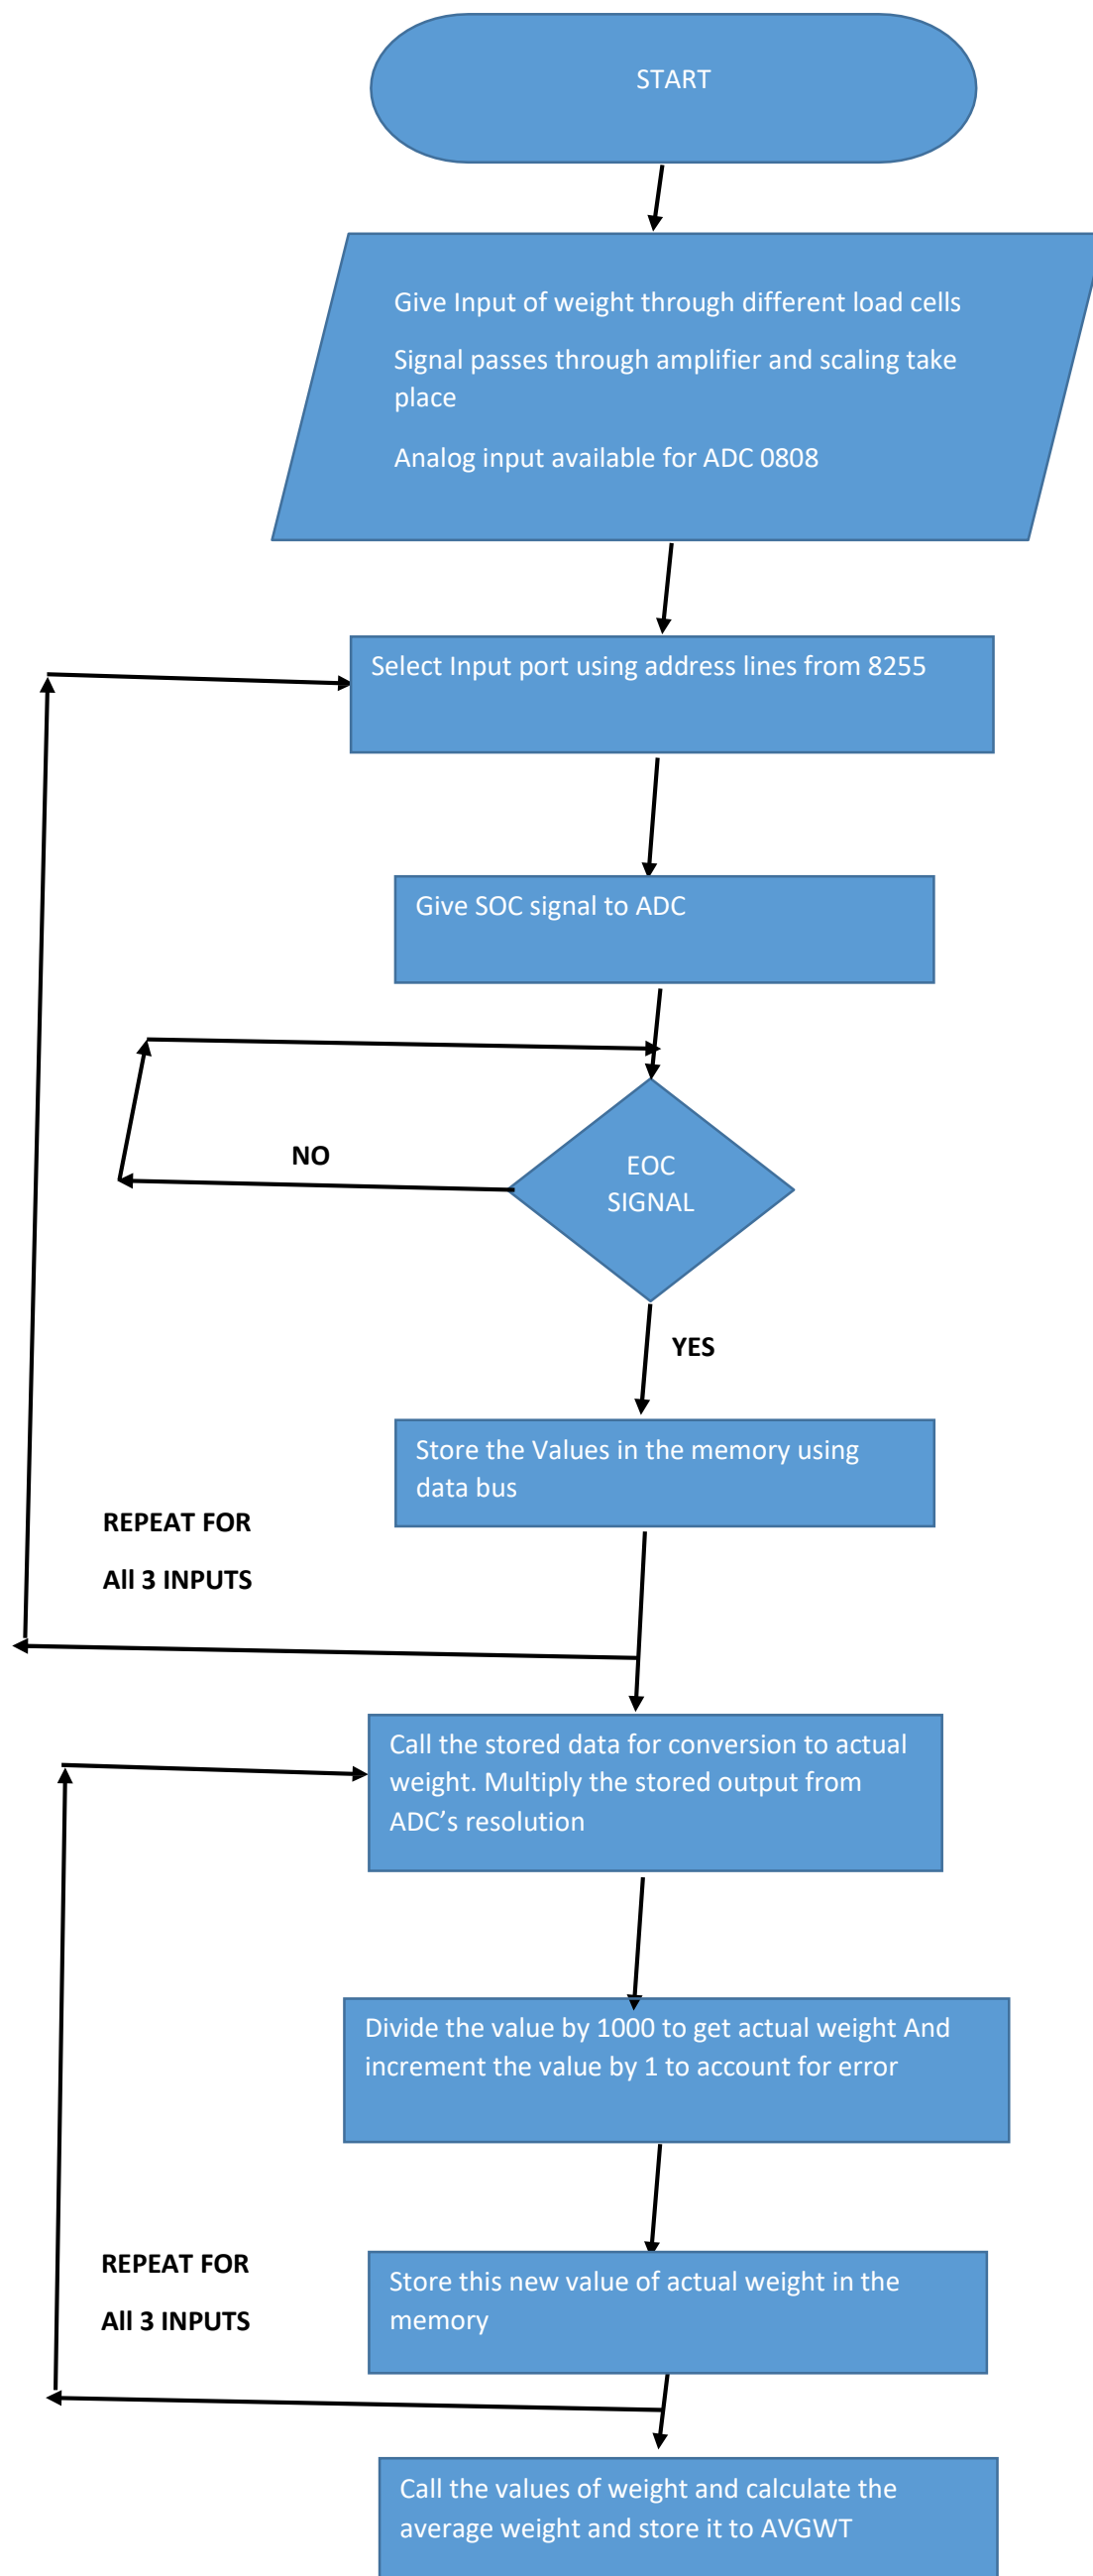 START
Give Input of weight through different load cells
Signal passes through amplifier and scaling take
place
Analog input available for ADC 0808
Select Input port using address lines from 8255
Give SOC signal to ADC
NO
EOC
SIGNAL
YES
Store the Values in the memory using
data bus
REPEAT FOR
All 3 INPUTS
Call the stored data for conversion to actual
weight. Multiply the stored output from
ADC’s resolution
Divide the value by 1000 to get actual weight And
increment the value by 1 to account for error
REPEAT FOR
All 3 INPUTS
Store this new value of actual weight in the
memory
Call the values of weight and calculate the
average weight and store it to AVGWT